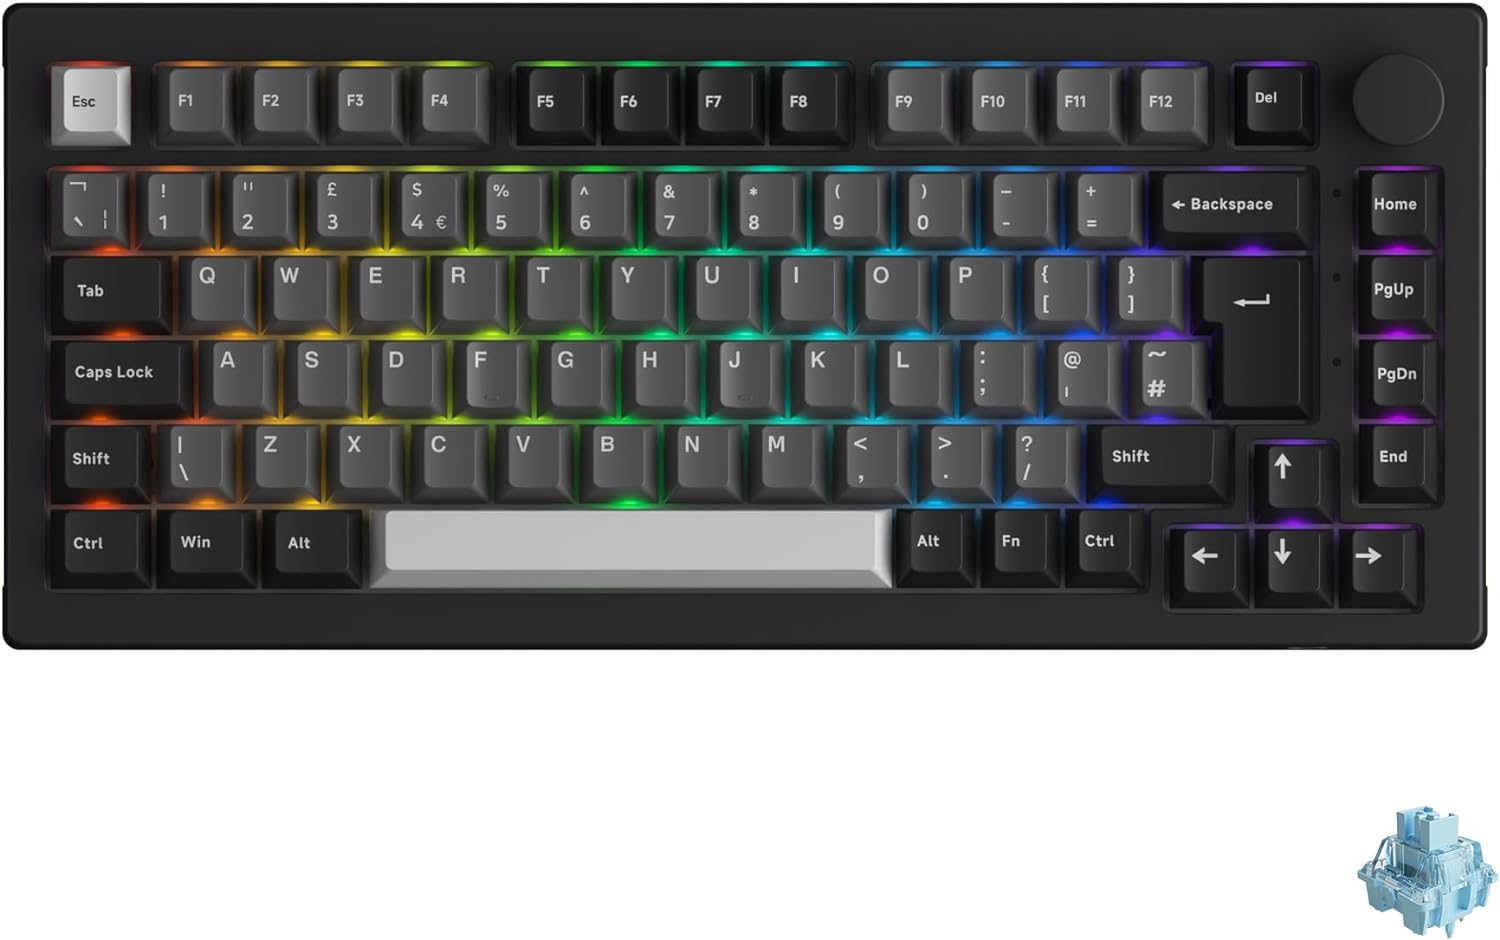 Esc F1 F2 F3 F4 F5 F6 F7 F8 F9 F10 F11 F12 Del
¬ ! " £ $ % ^ & * ( ) _ +
` ¦ 1 2 3 4 € 5 6 7 8 9 0 - = ← Backspace Home
Tab Q W E R T Y U I O P { } PgUp
[ ]
Caps Lock A S D F G H J K L : @ ~ PgDn
; ' #
Shift | Z X C V B N M < > ? Shift ↑ End
\ , . /
Ctrl Win Alt Alt Fn Ctrl ← ↓ →